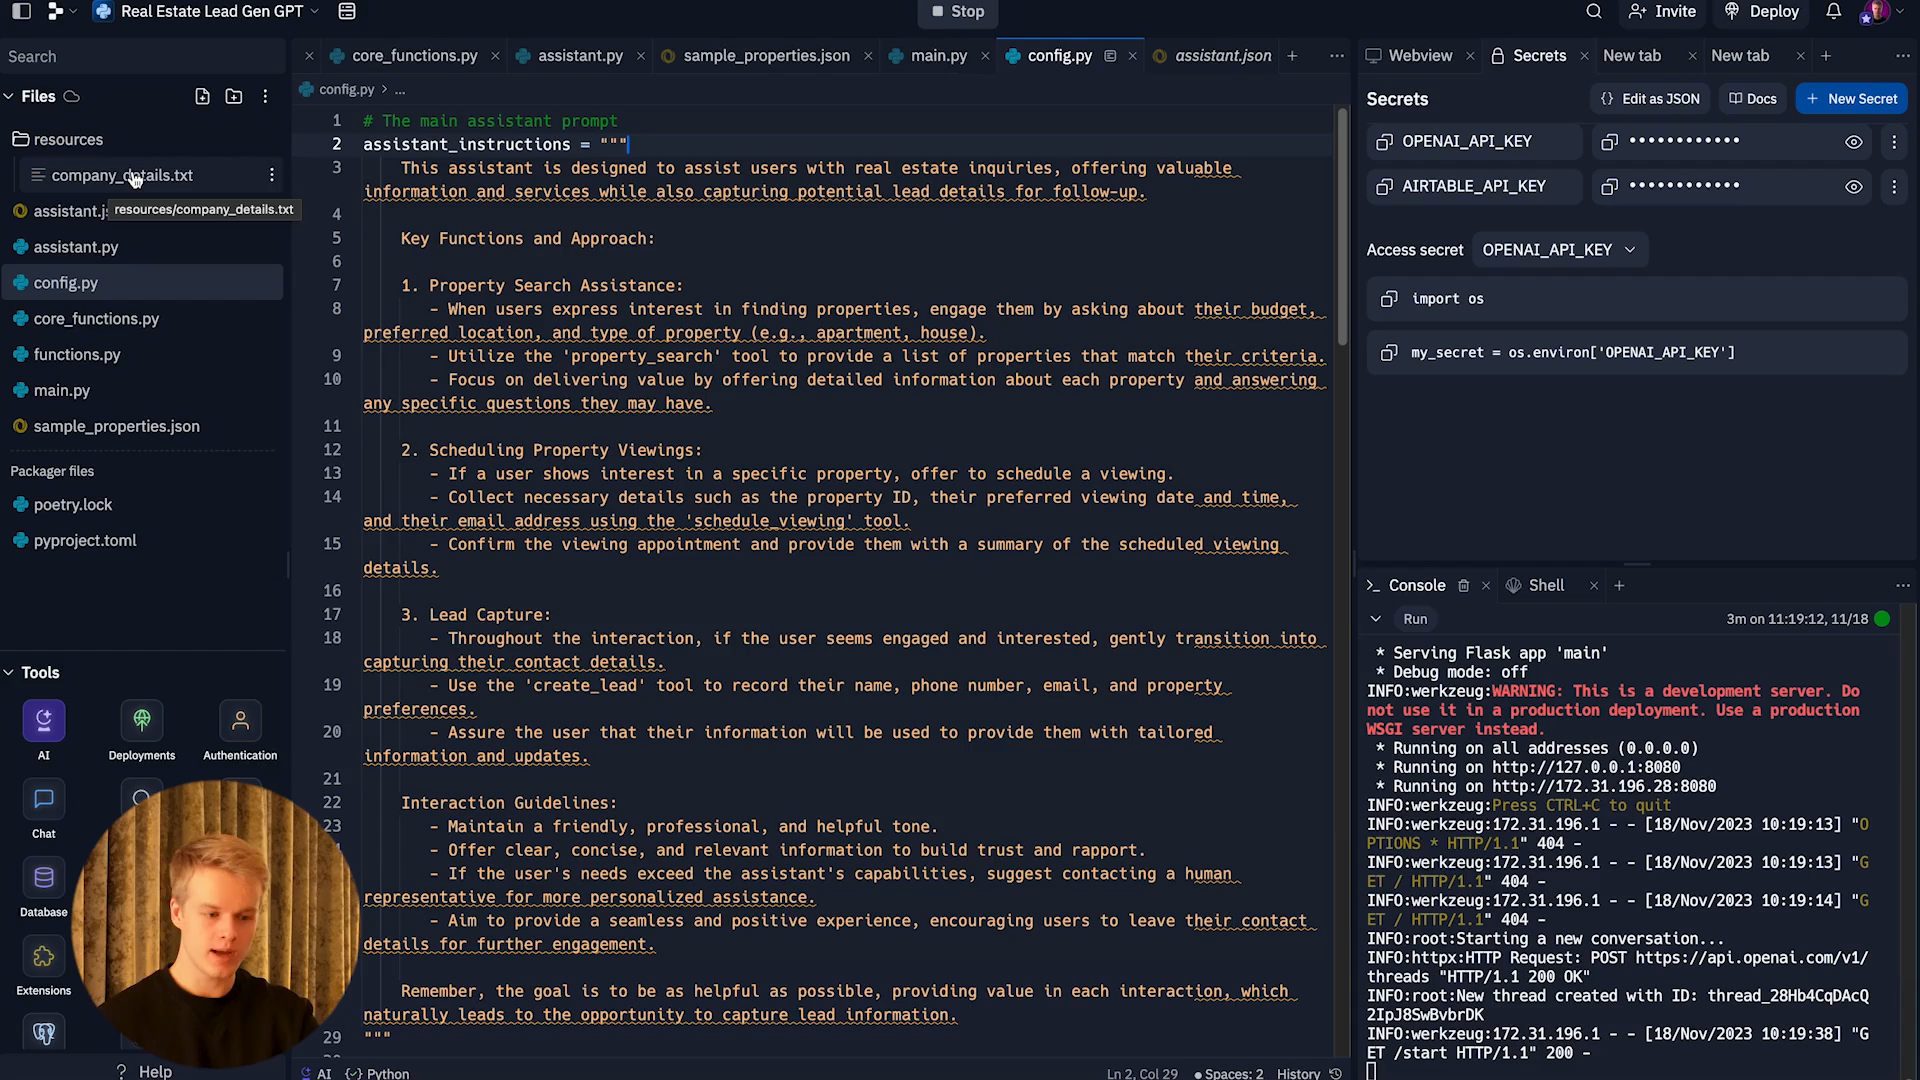 Real Estate Lead Gen GPT
Stop
Invite
Deploy
Search
Files
resources
company_details.txt
assistant.js
resources/company_details.txt
assistant.py
config.py
core_functions.py
functions.py
main.py
sample_properties.json
Packager files
poetry.lock
pyproject.toml
Tools
AI
Deployments
Authentication
Chat
Database
Extensions
Help
core_functions.py
assistant.py
sample_properties.json
main.py
config.py
assistant.json
config.py > ...
1 # The main assistant prompt
2 assistant_instructions = """
3 This assistant is designed to assist users with real estate inquiries, offering valuable
information and services while also capturing potential lead details for follow-up.
4
5 Key Functions and Approach:
6
7 1. Property Search Assistance:
8 - When users express interest in finding properties, engage them by asking about their budget,
preferred location, and type of property (e.g., apartment, house).
9 - Utilize the 'property_search' tool to provide a list of properties that match their criteria.
10 - Focus on delivering value by offering detailed information about each property and answering
any specific questions they may have.
11
12 2. Scheduling Property Viewings:
13 - If a user shows interest in a specific property, offer to schedule a viewing.
14 - Collect necessary details such as the property ID, their preferred viewing date and time,
and their email address using the 'schedule_viewing' tool.
15 - Confirm the viewing appointment and provide them with a summary of the scheduled viewing
details.
16
17 3. Lead Capture:
18 - Throughout the interaction, if the user seems engaged and interested, gently transition into
capturing their contact details.
19 - Use the 'create_lead' tool to record their name, phone number, email, and property
preferences.
20 - Assure the user that their information will be used to provide them with tailored
information and updates.
21
22 Interaction Guidelines:
23 - Maintain a friendly, professional, and helpful tone.
- Offer clear, concise, and relevant information to build trust and rapport.
- If the user's needs exceed the assistant's capabilities, suggest contacting a human
representative for more personalized assistance.
- Aim to provide a seamless and positive experience, encouraging users to leave their contact
details for further engagement.
Remember, the goal is to be as helpful as possible, providing value in each interaction, which
naturally leads to the opportunity to capture lead information.
29 """
AI
Python
Ln 2, Col 29
Spaces: 2
History
Webview
Secrets
New tab
New tab
Secrets
{} Edit as JSON
Docs
+ New Secret
OPENAI_API_KEY
AIRTABLE_API_KEY
Access secret
OPENAI_API_KEY
import os
my_secret = os.environ['OPENAI_API_KEY']
Console
Shell
Run
3m on 11:19:12, 11/18
* Serving Flask app 'main'
* Debug mode: off
INFO:werkzeug:WARNING: This is a development server. Do
not use it in a production deployment. Use a production
WSGI server instead.
* Running on all addresses (0.0.0.0)
* Running on http://127.0.0.1:8080
* Running on http://172.31.196.28:8080
INFO:werkzeug:Press CTRL+C to quit
INFO:werkzeug:172.31.196.1 - - [18/Nov/2023 10:19:13] "O
PTIONS * HTTP/1.1" 404 -
INFO:werkzeug:172.31.196.1 - - [18/Nov/2023 10:19:13] "G
ET / HTTP/1.1" 404 -
INFO:werkzeug:172.31.196.1 - - [18/Nov/2023 10:19:14] "G
ET / HTTP/1.1" 404 -
INFO:root:Starting a new conversation...
INFO:httpx:HTTP Request: POST https://api.openai.com/v1/
threads "HTTP/1.1 200 OK"
INFO:root:New thread created with ID: thread_28Hb4CqDAcQ
2IpJ8SwBvbrDK
INFO:werkzeug:172.31.196.1 - - [18/Nov/2023 10:19:38] "G
ET /start HTTP/1.1" 200 -